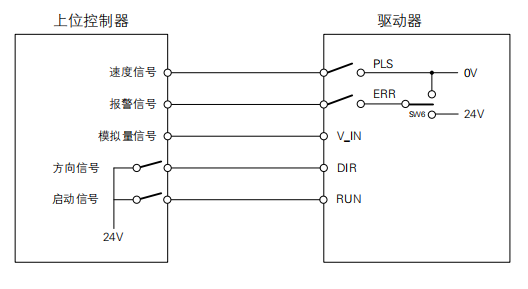 上位控制器
驱动器
速度信号
PLS
0V
报警信号
ERR
SW6
24V
模拟量信号
V_IN
方向信号
DIR
启动信号
RUN
24V